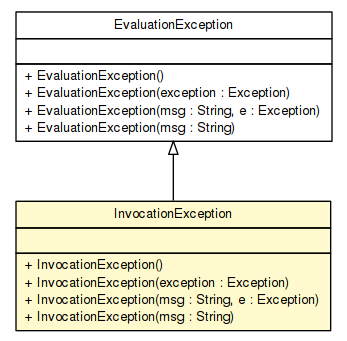 EvaluationException
+ EvaluationException()
+ EvaluationException(exception : Exception)
+ EvaluationException(msg : String, e : Exception)
+ EvaluationException(msg : String)
InvocationException
+ InvocationException()
+ InvocationException(exception : Exception)
+ InvocationException(msg : String, e : Exception)
+ InvocationException(msg : String)